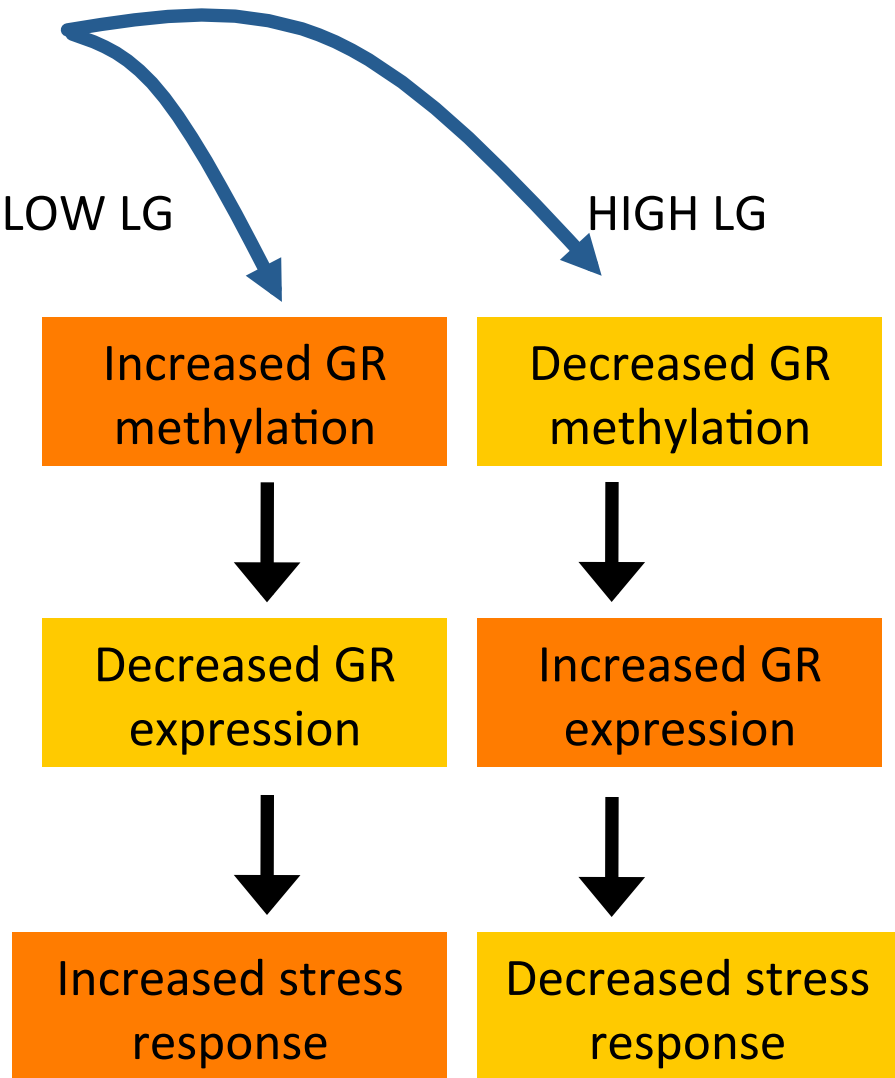 LOW LG
HIGH LG
Increased GR
methylation
Decreased GR
methylation
Decreased GR
expression
Increased GR
expression
Increased stress
response
Decreased stress
response